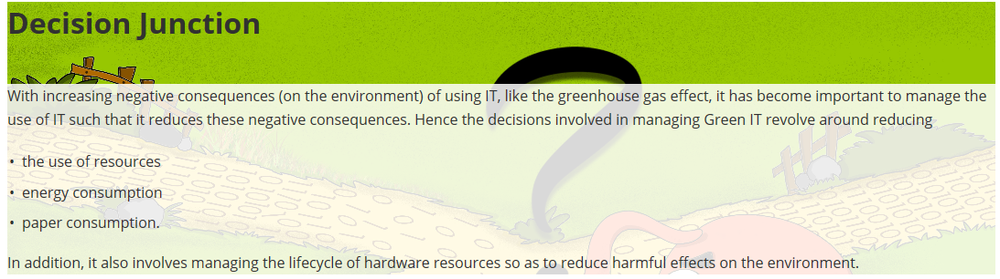 Decision Junction
With increasing negative consequences (on the environment) of using IT, like the greenhouse gas effect, it has become important to manage the
use of IT such that it reduces these negative consequences. Hence the decisions involved in managing Green IT revolve around reducing
• the use of resources
• energy consumption
• paper consumption.
In addition, it also involves managing the lifecycle of hardware resources so as to reduce harmful effects on the environment.